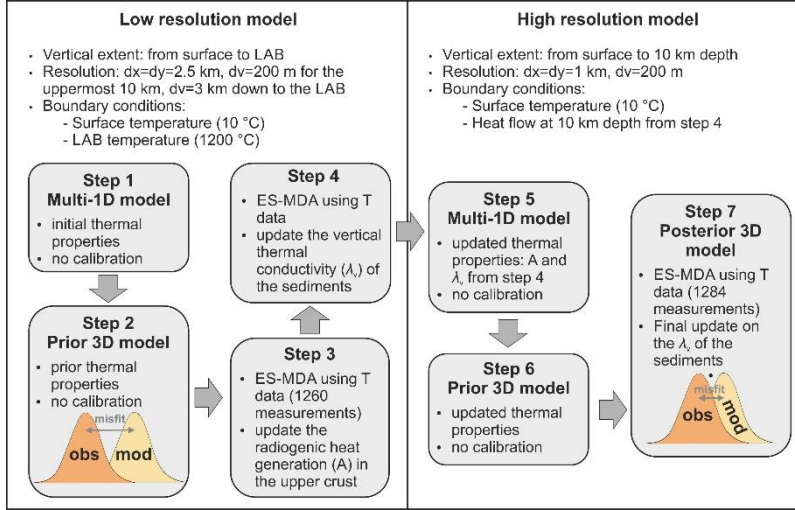 Low resolution model
• Vertical extent: from surface to LAB
• Resolution: dx=dy=2.5 km, dv=200 m for the
uppermost 10 km, dv=3 km down to the LAB
• Boundary conditions:
- Surface temperature (10 °C)
- LAB temperature (1200 °C)
Step 1
Multi-1D model
• initial thermal
properties
• no calibration
Step 2
Prior 3D model
• prior thermal
properties
• no calibration
misfit
obs
mod
Step 3
• ES-MDA using T
data (1260
measurements)
• update the
radiogenic heat
generation (A) in
the upper crust
Step 4
• ES-MDA using T
data
• update the vertical
thermal
conductivity (λᵥ) of
the sediments
High resolution model
• Vertical extent: from surface to 10 km depth
• Resolution: dx=dy=1 km, dv=200 m
• Boundary conditions:
- Surface temperature (10 °C)
- Heat flow at 10 km depth from step 4
Step 5
Multi-1D model
• updated thermal
properties: A and
λᵥ from step 4
• no calibration
Step 6
Prior 3D model
• updated thermal
properties
• no calibration
Step 7
Posterior 3D
model
• ES-MDA using T
data (1284
measurements)
• Final update on
the λᵥ of the
sediments
•
misfit
obs
mod